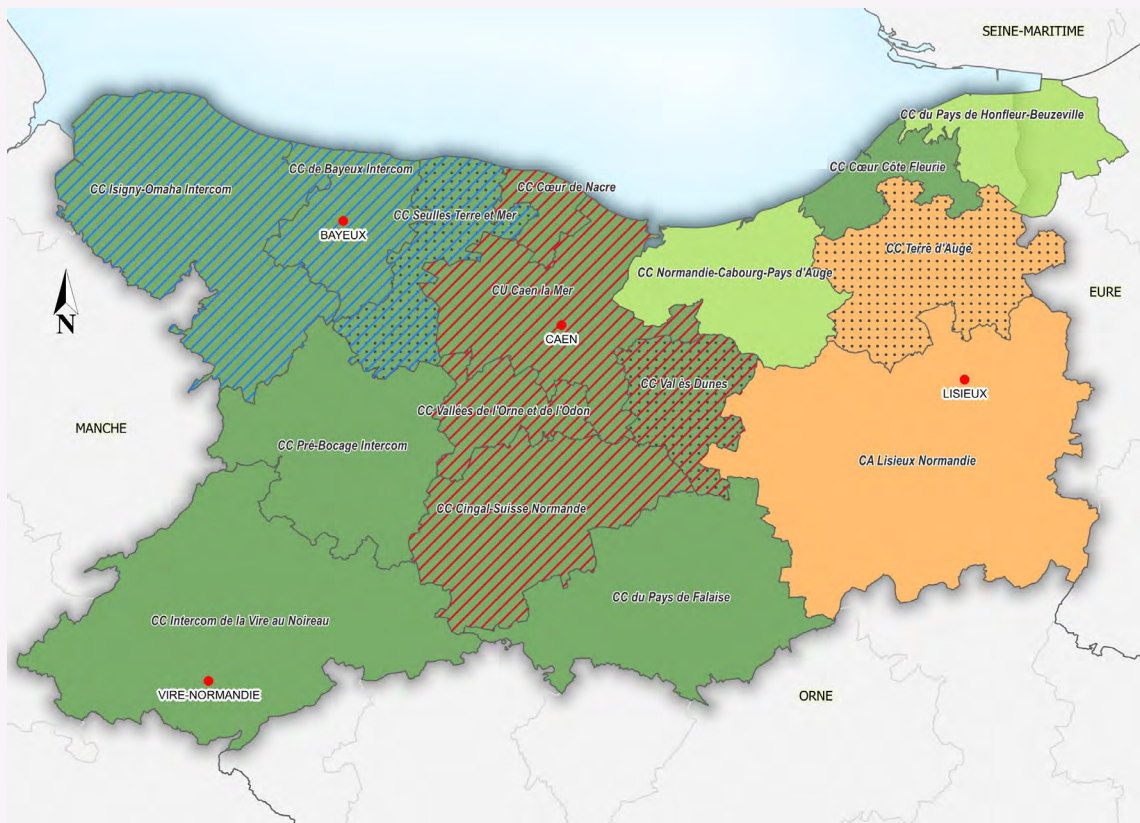 SEINE-MARITIME
CC du Pays de Honfleur-Beuzeville
CC Cœur Côte Fleurie
CC de Bayeux Intercom
CC Isigny-Omaha Intercom
CC Cœur de Nacre
CC Seulles Terre et Mer
BAYEUX
CC Terre d'Auge
CC Normandie-Cabourg-Pays d'Auge
CU Caen la Mer
EURE
N
CAEN
CC Val ès Dunes
LISIEUX
CC Vallées de l'Orne et de l'Odon
MANCHE
CC Pré-Bocage Intercom
CA Lisieux Normandie
CC Cingal-Suisse Normande
CC du Pays de Falaise
CC Intercom de la Vire au Noireau
VIRE-NORMANDIE
ORNE